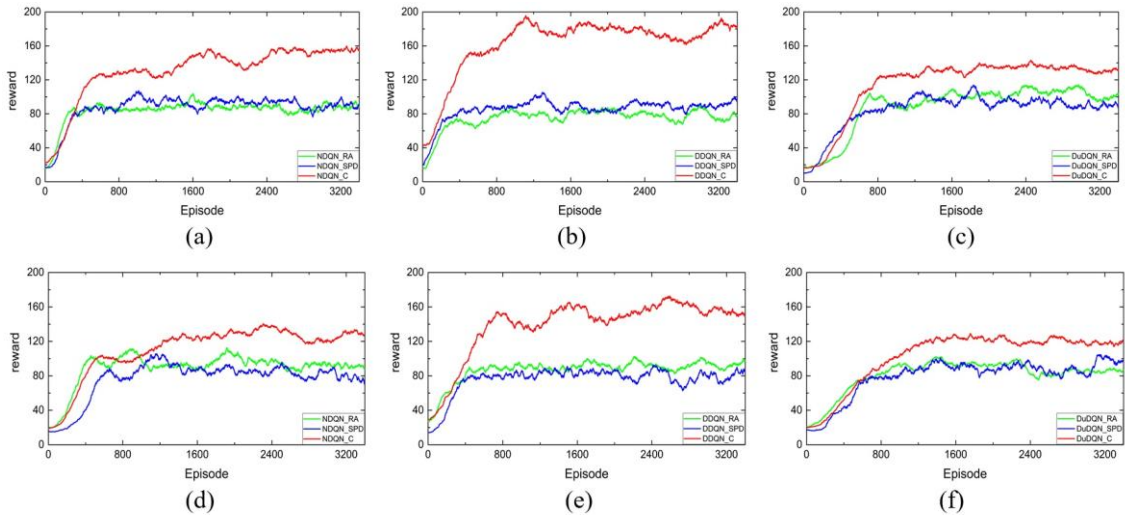 200
160
120
80
40
0
reward
NDQN_RA
NDQN_SPD
NDQN_C
0 800 1600 2400 3200
Episode
(a)
200
160
120
80
40
0
reward
DDQN_RA
DDQN_SPD
DDQN_C
0 800 1600 2400 3200
Episode
(b)
200
160
120
80
40
0
reward
DuDQN_RA
DuDQN_SPD
DuDQN_C
0 800 1600 2400 3200
Episode
(c)
200
160
120
80
40
0
reward
NDQN_RA
NDQN_SPD
NDQN_C
0 800 1600 2400 3200
Episode
(d)
200
160
120
80
40
0
reward
DDQN_RA
DDQN_SPD
DDQN_C
0 800 1600 2400 3200
Episode
(e)
200
160
120
80
40
0
reward
DuDQN_RA
DuDQN_SPD
DuDQN_C
0 800 1600 2400 3200
Episode
(f)